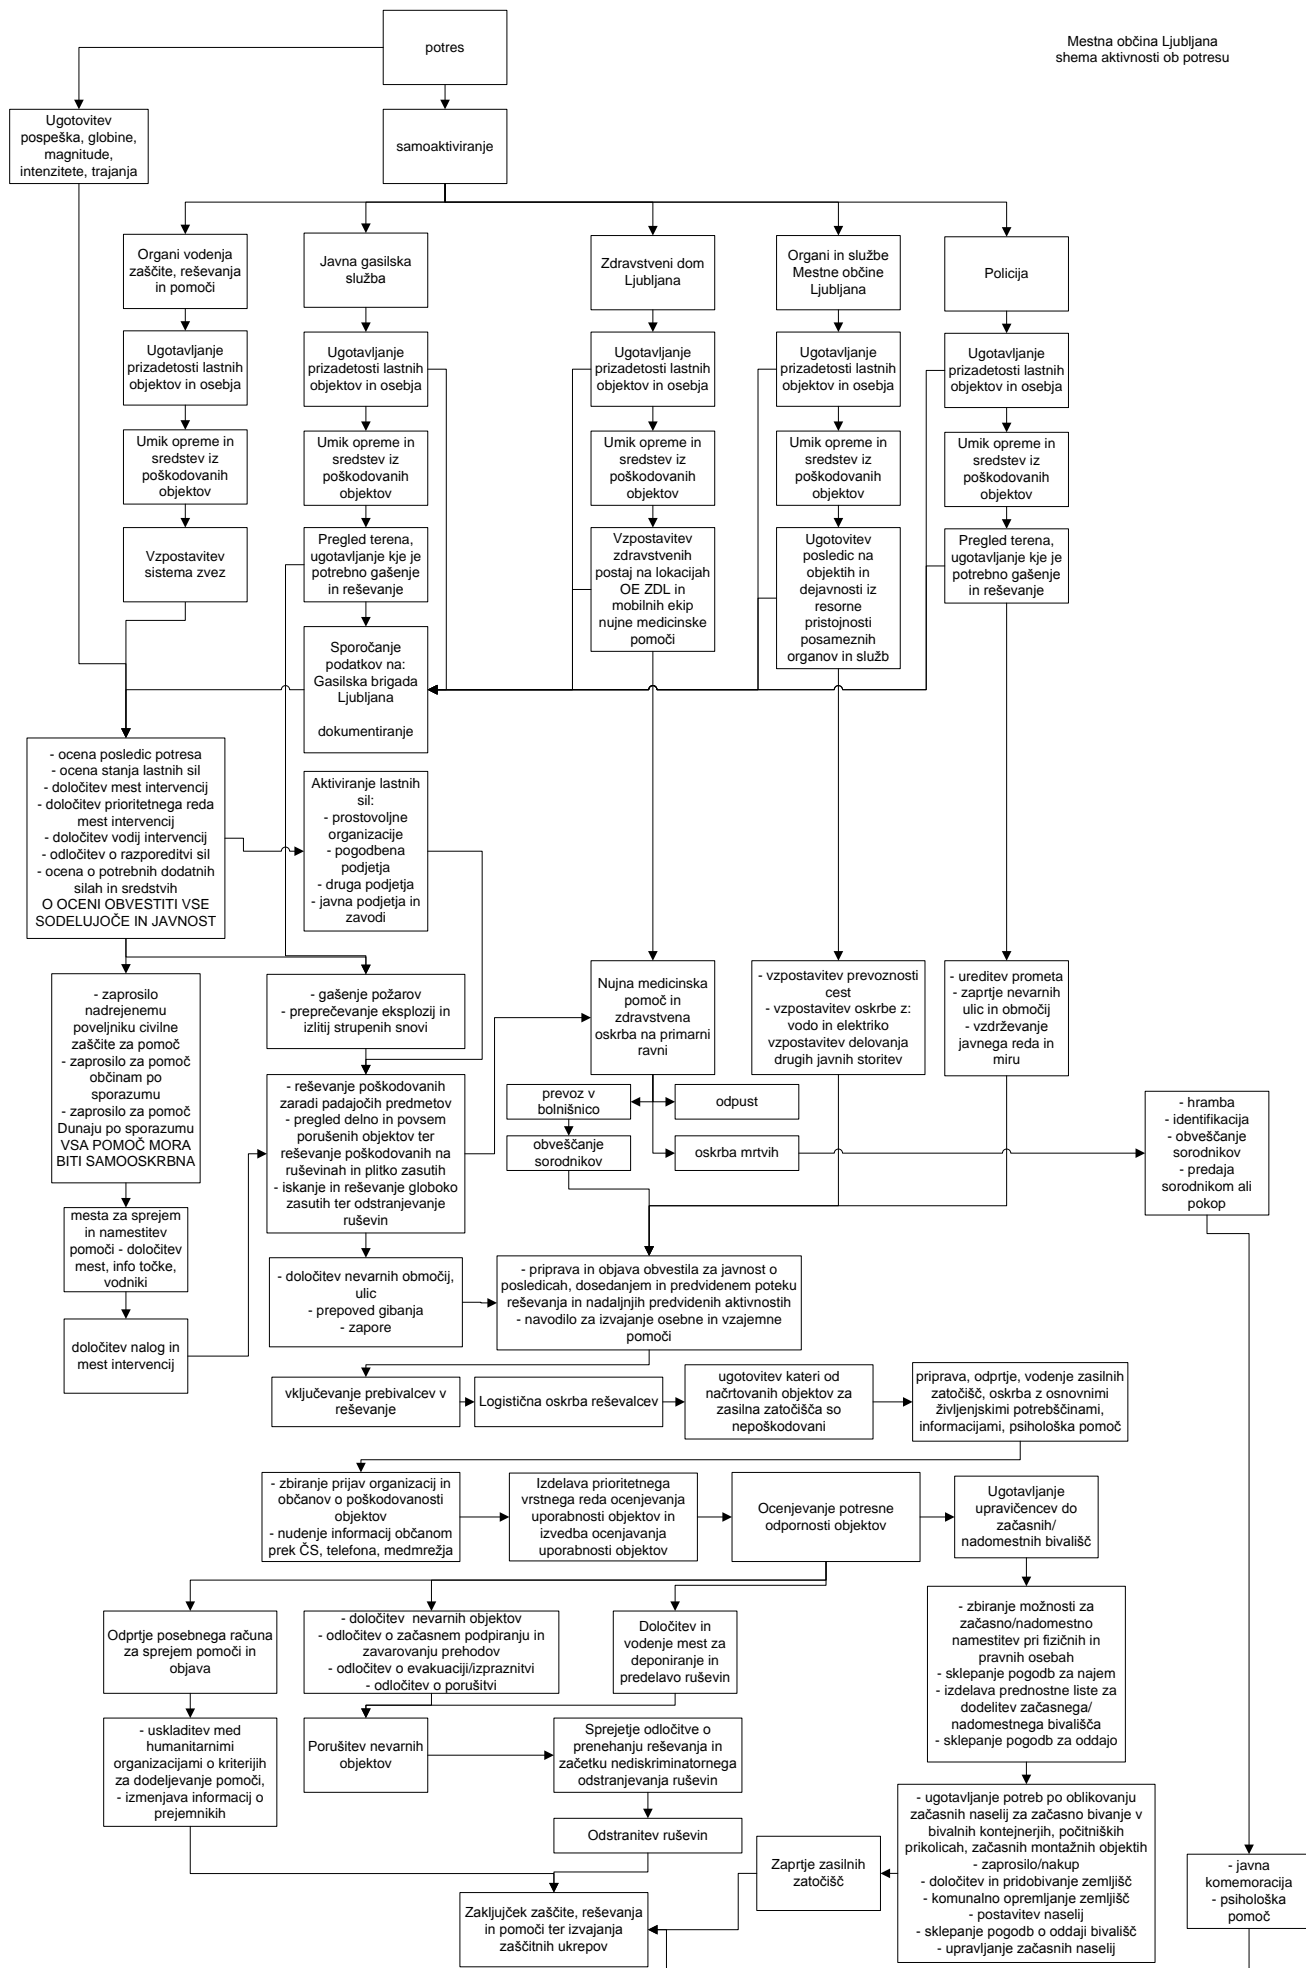 Mestna občina Ljubljana
shema aktivnosti ob potresu
potres
Ugotovitev
pospeška, globine,
magnitude,
intenzitete, trajanja
samoaktiviranje
Organi vodenja
zaščite, reševanja
in pomoči
Javna gasilska
služba
Zdravstveni dom
Ljubljana
Organi in službe
Mestne občine
Ljubljana
Policija
Ugotavljanje
prizadetosti lastnih
objektov in osebja
Ugotavljanje
prizadetosti lastnih
objektov in osebja
Ugotavljanje
prizadetosti lastnih
objektov in osebja
Ugotavljanje
prizadetosti lastnih
objektov in osebja
Ugotavljanje
prizadetosti lastnih
objektov in osebja
Umik opreme in
sredstev iz
poškodovanih
objektov
Umik opreme in
sredstev iz
poškodovanih
objektov
Umik opreme in
sredstev iz
poškodovanih
objektov
Umik opreme in
sredstev iz
poškodovanih
objektov
Umik opreme in
sredstev iz
poškodovanih
objektov
Vzpostavitev
sistema zvez
Pregled terena,
ugotavljanje kje je
potrebno gašenje
in reševanje
Vzpostavitev
zdravstvenih
postaj na lokacijah
OE ZDL in
mobilnih ekip
nujne medicinske
pomoči
Ugotovitev
posledic na
objektih in
dejavnosti iz
resorne
pristojnosti
posameznih
organov in služb
Pregled terena,
ugotavljanje kje je
potrebno gašenje
in reševanje
Sporočanje
podatkov na:
Gasilska brigada
Ljubljana
dokumentiranje
- ocena posledic potresa
- ocena stanja lastnih sil
- določitev mest intervencij
- določitev prioritetnega reda
mest intervencij
- določitev vodij intervencij
- odločitev o razporeditvi sil
- ocena o potrebnih dodatnih
silah in sredstvih
O OCENI OBVESTITI VSE
SODELUJOČE IN JAVNOST
Aktiviranje lastnih
sil:
- prostovoljne
organizacije
- pogodbena
podjetja
- druga podjetja
- javna podjetja in
zavodi
- zaprosilo
nadrejenemu
poveljniku civilne
zaščite za pomoč
- zaprosilo za pomoč
občinam po
sporazumu
- zaprosilo za pomoč
Dunaju po sporazumu
VSA POMOČ MORA
BITI SAMOOSKRBNA
- gašenje požarov
- preprečevanje eksplozij in
izlitij strupenih snovi
Nujna medicinska
pomoč in
zdravstvena
oskrba na primarni
ravni
- vzpostavitev prevoznosti
cest
- vzpostavitev oskrbe z:
vodo in elektriko
vzpostavitev delovanja
drugih javnih storitev
- ureditev prometa
- zaprtje nevarnih
ulic in območij
- vzdrževanje
javnega reda in
miru
- reševanje poškodovanih
zaradi padajočih predmetov
- pregled delno in povsem
porušenih objektov ter
reševanje poškodovanih na
ruševinah in plitko zasutih
- iskanje in reševanje globoko
zasutih ter odstranjevanje
ruševin
prevoz v
bolnišnico
odpust
obveščanje
sorodnikov
oskrba mrtvih
- hramba
- identifikacija
- obveščanje
sorodnikov
- predaja
sorodnikom ali
pokop
mesta za sprejem
in namestitev
pomoči - določitev
mest, info točke,
vodniki
- določitev nevarnih območij,
ulic
- prepoved gibanja
- zapore
- priprava in objava obvestila za javnost o
posledicah, dosedanjem in predvidenem poteku
reševanja in nadaljnjih predvidenih aktivnostih
- navodilo za izvajanje osebne in vzajemne
pomoči
določitev nalog in
mest intervencij
vključevanje prebivalcev v
reševanje
Logistična oskrba reševalcev
ugotovitev kateri od
načrtovanih objektov za
zasilna zatočišča so
nepoškodovani
priprava, odprtje, vodenje zasilnih
zatočišč, oskrba z osnovnimi
življenjskimi potrebščinami,
informacijami, psihološka pomoč
- zbiranje prijav organizacij in
občanov o poškodovanosti
objektov
- nudenje informacij občanom
prek ČS, telefona, medmrežja
Izdelava prioritetnega
vrstnega reda ocenjevanja
uporabnosti objektov in
izvedba ocenjavanja
uporabnosti objektov
Ocenjevanje potresne
odpornosti objektov
Ugotavljanje
upravičencev do
začasnih/
nadomestnih bivališč
Odprtje posebnega računa
za sprejem pomoči in
objava
- določitev  nevarnih objektov
- odločitev o začasnem podpiranju in
zavarovanju prehodov
- odločitev o evakuaciji/izpraznitvi
- odločitev o porušitvi
Določitev in
vodenje mest za
deponiranje in
predelavo ruševin
- zbiranje možnosti za
začasno/nadomestno
namestitev pri fizičnih in
pravnih osebah
- sklepanje pogodb za najem
- izdelava prednostne liste za
dodelitev začasnega/
nadomestnega bivališča
- sklepanje pogodb za oddajo
- uskladitev med
humanitarnimi
organizacijami o kriterijih
za dodeljevanje pomoči,
- izmenjava informacij o
prejemnikih
Porušitev nevarnih
objektov
Sprejetje odločitve o
prenehanju reševanja in
začetku nediskriminatornega
odstranjevanja ruševin
- ugotavljanje potreb po oblikovanju
začasnih naselij za začasno bivanje v
bivalnih kontejnerjih, počitniških
prikolicah, začasnih montažnih objektih
- zaprosilo/nakup
- določitev in pridobivanje zemljišč
- komunalno opremljanje zemljišč
- postavitev naselij
- sklepanje pogodb o oddaji bivališč
- upravljanje začasnih naselij
Odstranitev ruševin
Zaprtje zasilnih
zatočišč
- javna
komemoracija
- psihološka
pomoč
Zakljujček zaščite, reševanja
in pomoči ter izvajanja
zaščitnih ukrepov